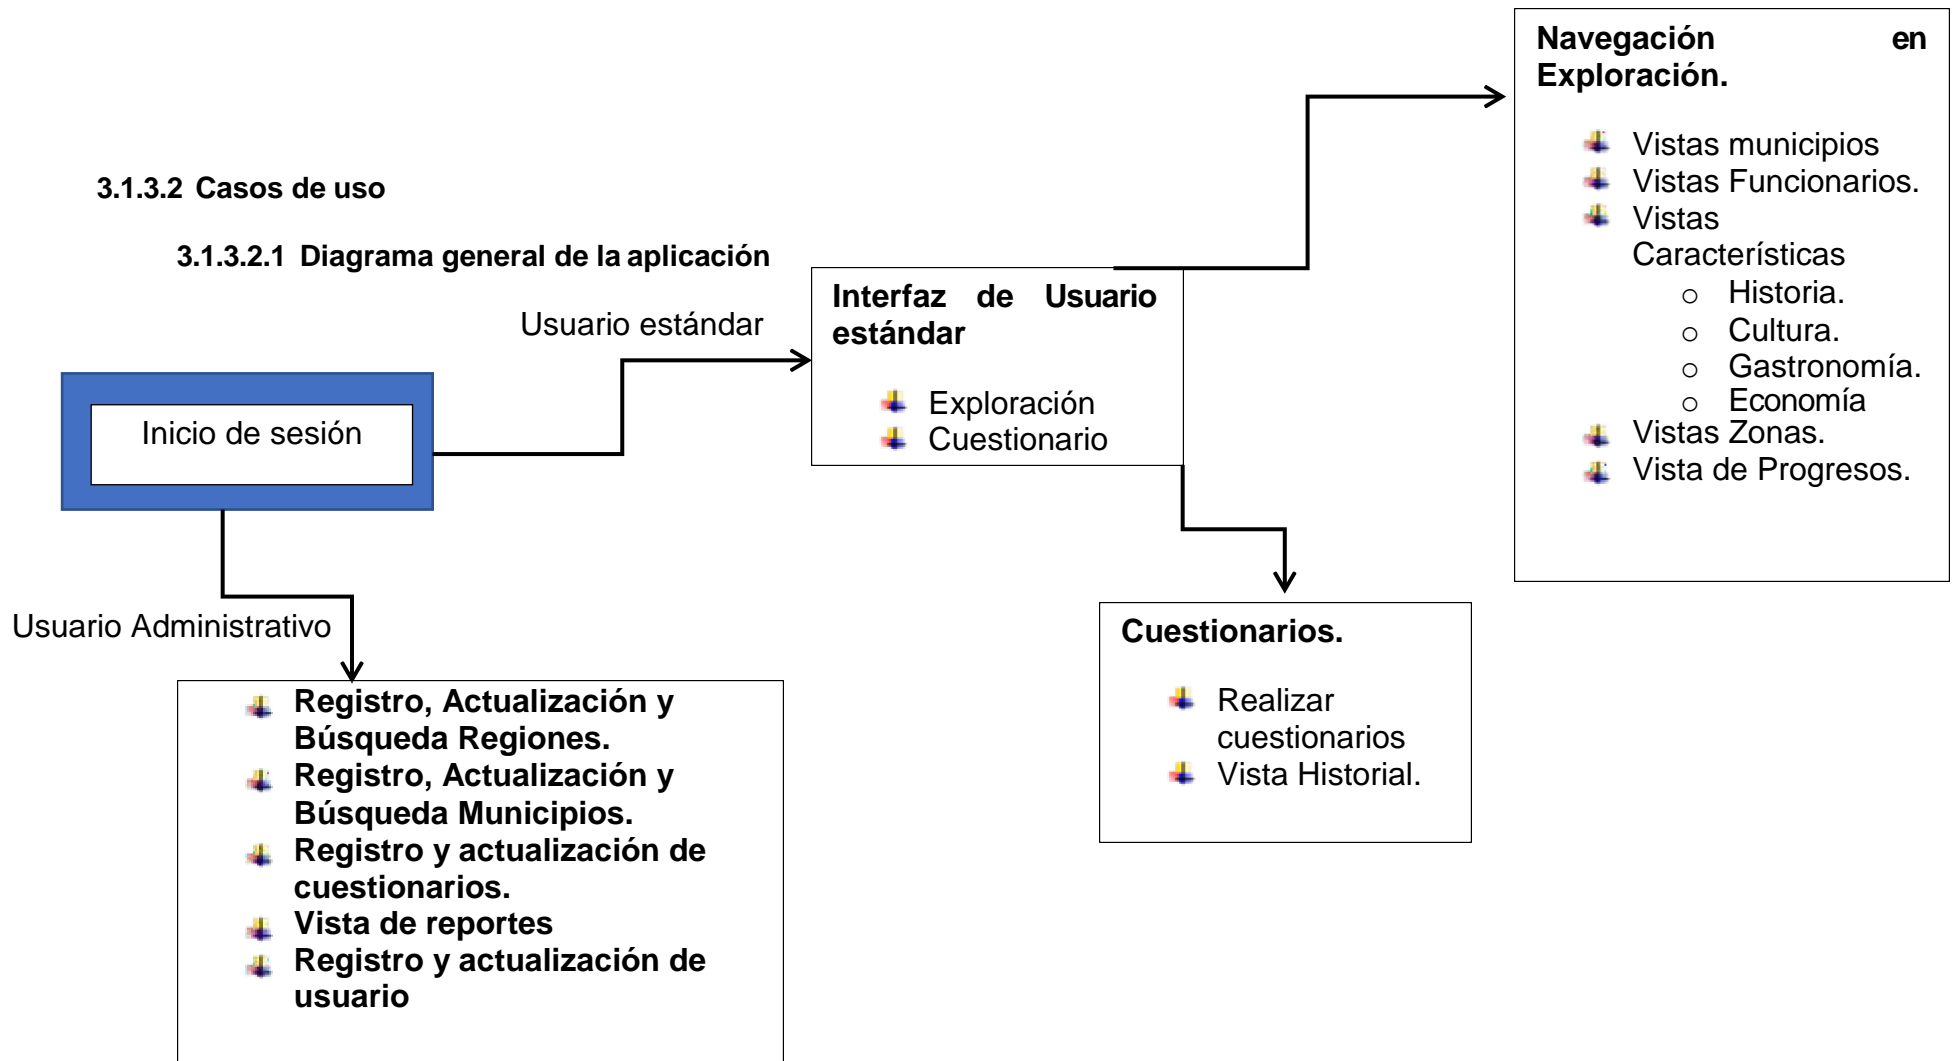 3.1.3.2 Casos de uso
3.1.3.2.1 Diagrama general de la aplicación
Usuario estándar
Inicio de sesión
Usuario Administrativo
Registro, Actualización y
Búsqueda Regiones.
Registro, Actualización y
Búsqueda Municipios.
Registro y actualización de
cuestionarios.
Vista de reportes
Registro y actualización de
usuario
Interfaz de Usuario
estándar
Exploración
Cuestionario
Cuestionarios.
Realizar
cuestionarios
Vista Historial.
Navegación en
Exploración.
Vistas municipios
Vistas Funcionarios.
Vistas
Características
o Historia.
o Cultura.
o Gastronomía.
o Economía
Vistas Zonas.
Vista de Progresos.